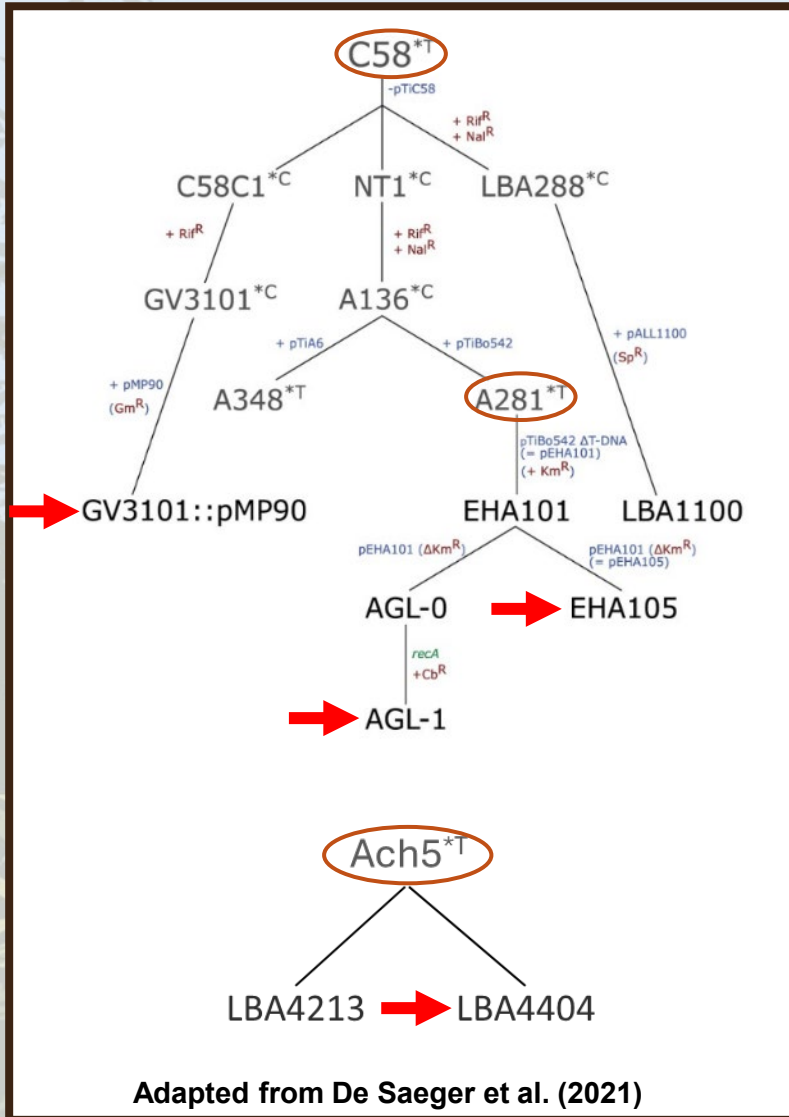 C58*T
-pTiC58
+ RifR
+ NalR
C58C1*C
NT1*C
LBA288*C
+ RifR
+ RifR
+ NalR
GV3101*C
A136*C
+ pTiA6
+ pTiBo542
+ pALL1100
(SpR)
+ pMP90
(GmR)
A348*T
A281*T
pTiBo542 ΔT-DNA
(= pEHA101)
(+ KmR)
GV3101::pMP90
EHA101
LBA1100
pEHA101 (ΔKmR)
pEHA101 (ΔKmR)
(= pEHA105)
AGL-0
EHA105
recA
+CbR
AGL-1
Ach5*T
LBA4213
LBA4404
Adapted from De Saeger et al. (2021)